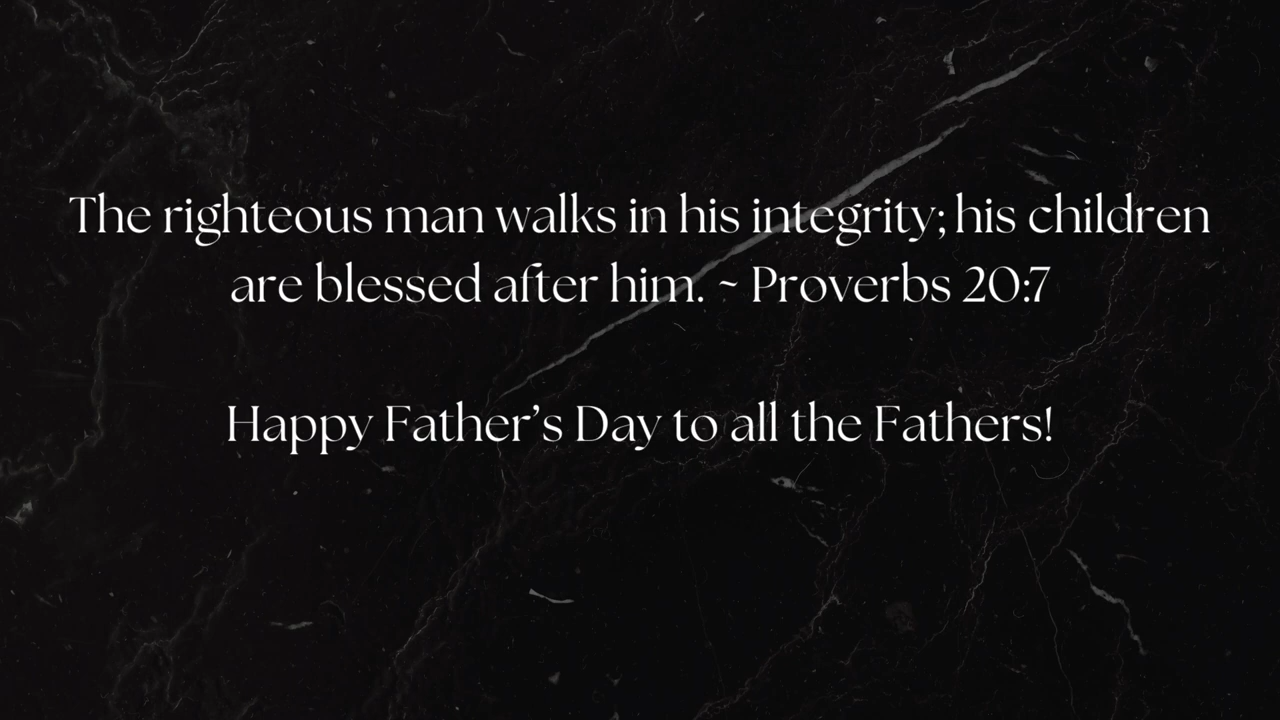 The righteous man walks in his integrity; his children
are blessed after him. ~ Proverbs 20:7
Happy Father’s Day to all the Fathers!